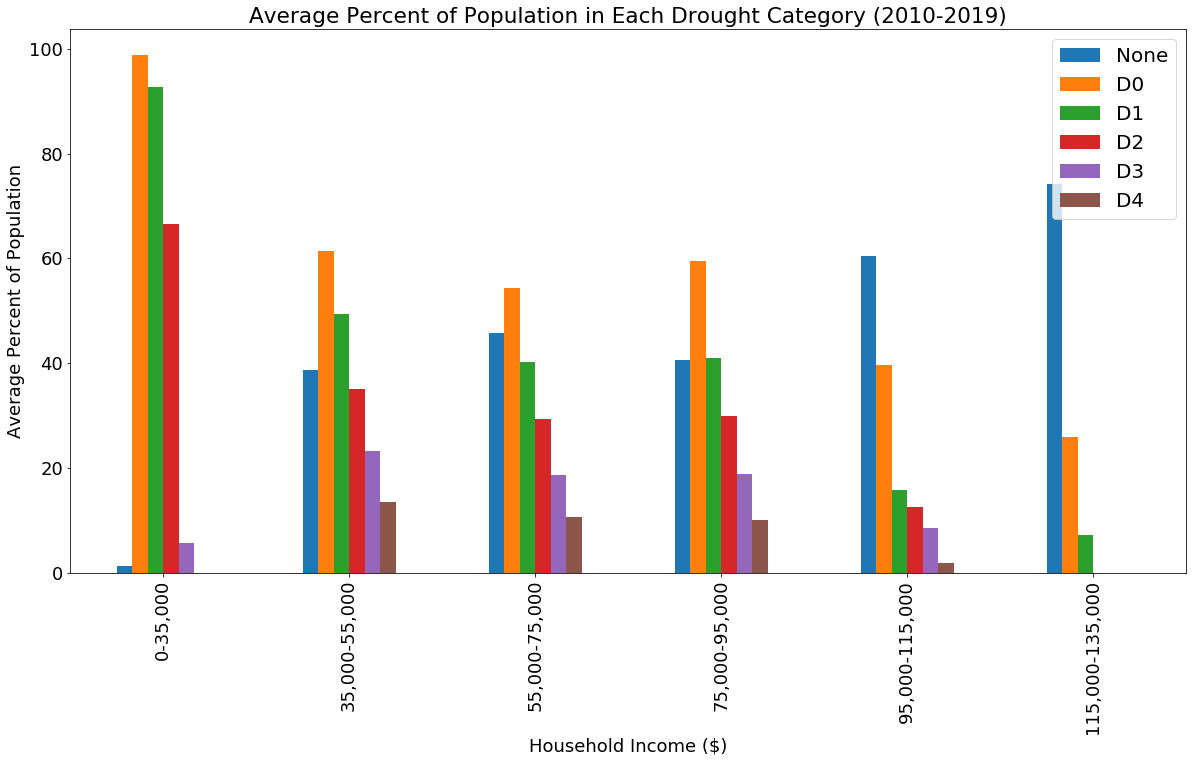 Average Percent of Population in Each Drought Category (2010-2019)
100
80
60
40
20
0
Average Percent of Population
None
D0
D1
D2
D3
D4
0-35,000
35,000-55,000
55,000-75,000
75,000-95,000
95,000-115,000
115,000-135,000
Household Income ($)